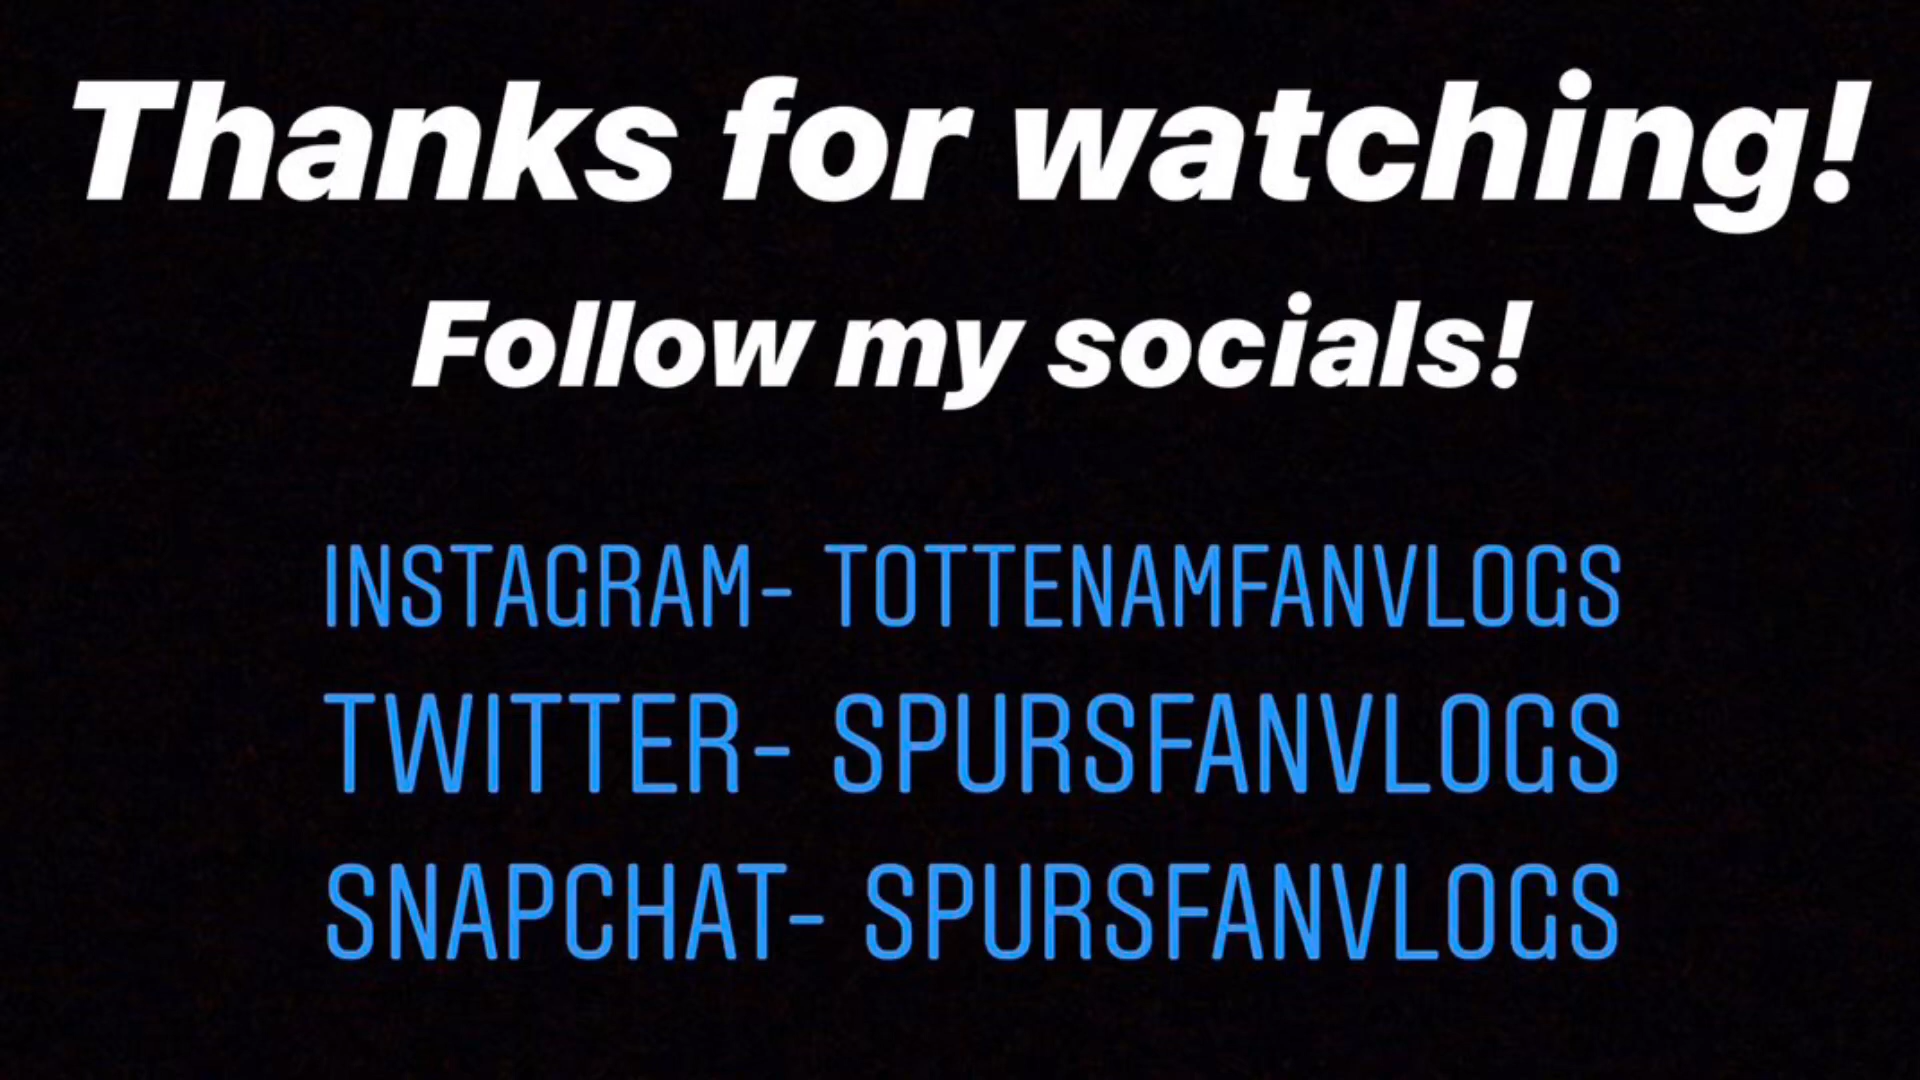 Thanks for watching!
Follow my socials!
INSTAGRAM- TOTTENAMFANVLOGS
TWITTER- SPURSFANVLOGS
SNAPCHAT- SPURSFANVLOGS